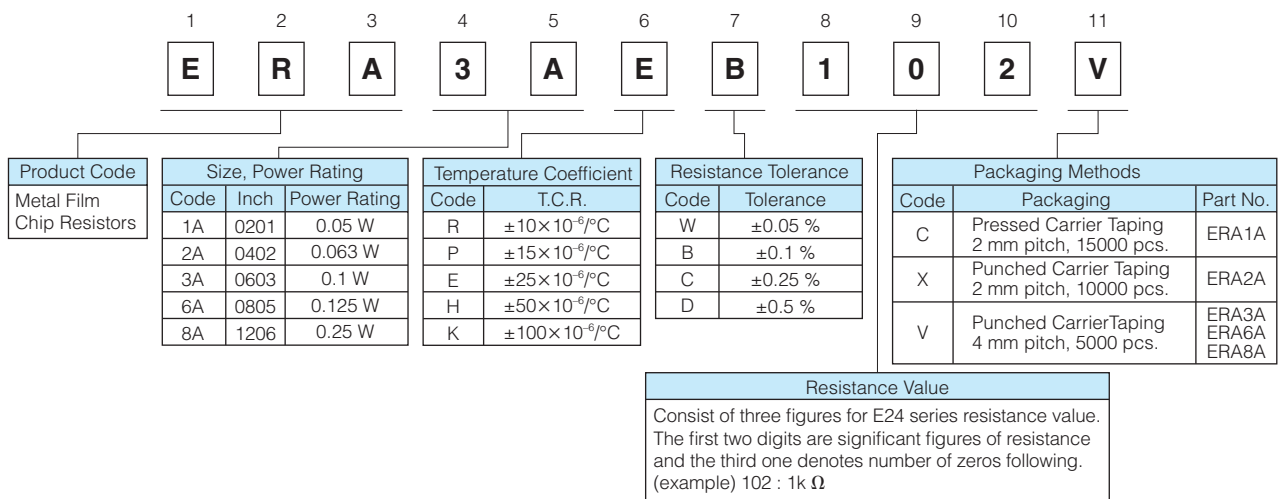 1 2 3 4 5 6 7 8 9 10 11
E R A 3 A E B 1 0 2 V
Product Code
Metal Film
Chip Resistors
Size, Power Rating
Code Inch Power Rating
1A 0201 0.05 W
2A 0402 0.063 W
3A 0603 0.1 W
6A 0805 0.125 W
8A 1206 0.25 W
Temperature Coefficient
Code T.C.R.
R ±10×10⁻⁶/°C
P ±15×10⁻⁶/°C
E ±25×10⁻⁶/°C
H ±50×10⁻⁶/°C
K ±100×10⁻⁶/°C
Resistance Tolerance
Code Tolerance
W ±0.05 %
B ±0.1 %
C ±0.25 %
D ±0.5 %
Packaging Methods
Code Packaging Part No.
C Pressed Carrier Taping
2 mm pitch, 15000 pcs. ERA1A
X Punched Carrier Taping
2 mm pitch, 10000 pcs. ERA2A
V Punched CarrierTaping
4 mm pitch, 5000 pcs.
ERA3A
ERA6A
ERA8A
Resistance Value
Consist of three figures for E24 series resistance value.
The first two digits are significant figures of resistance
and the third one denotes number of zeros following.
(example) 102 : 1k Ω